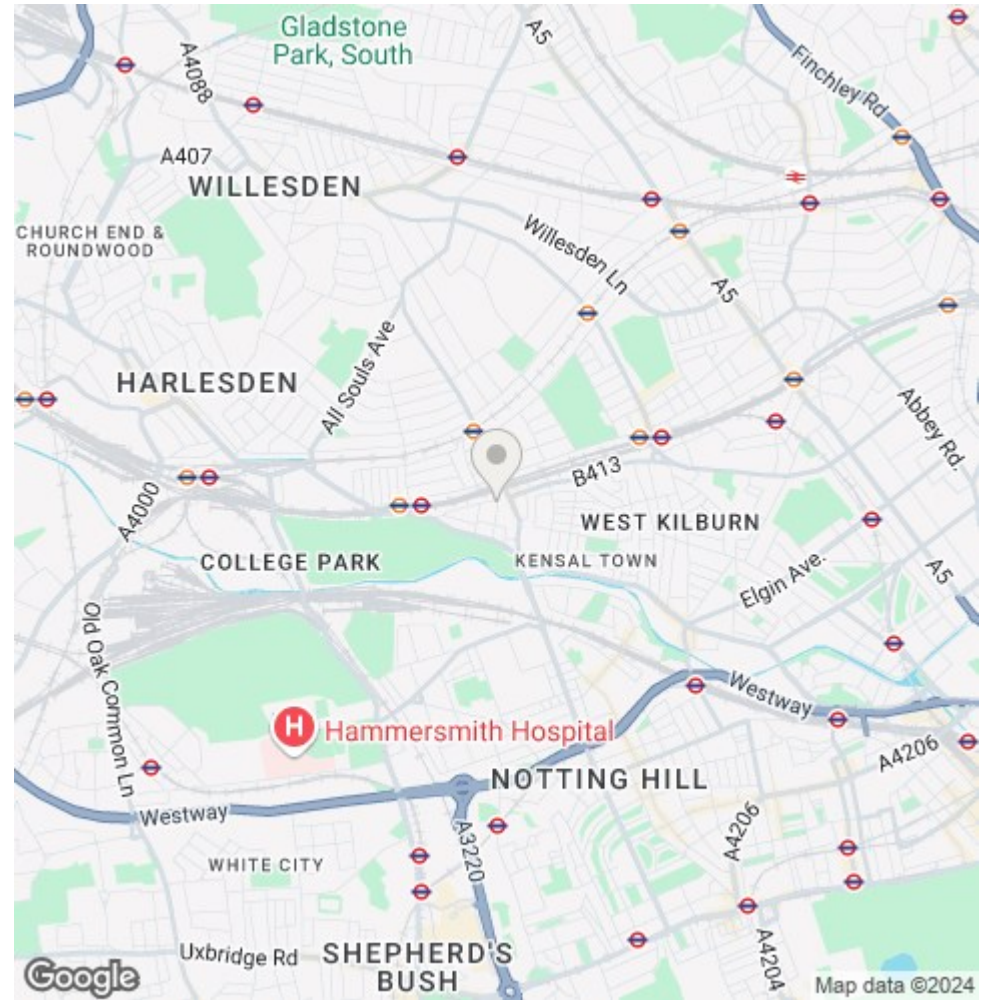 Gladstone
Park, South
A5
A4088
Finchley Rd
A407
WILLESDEN
CHURCH END &
ROUNDWOOD
Willesden Ln
A5
All Souls Ave
HARLESDEN
Abbey Rd.
B413
A4000
WEST KILBURN
COLLEGE PARK
KENSAL TOWN
Elgin Ave.
A5
Old Oak Common Ln
Westway
H
Hammersmith Hospital
A4206
NOTTING HILL
Westway
A3220
A4206
WHITE CITY
Uxbridge Rd
SHEPHERD'S
BUSH
A4204
Google
Map data ©2024